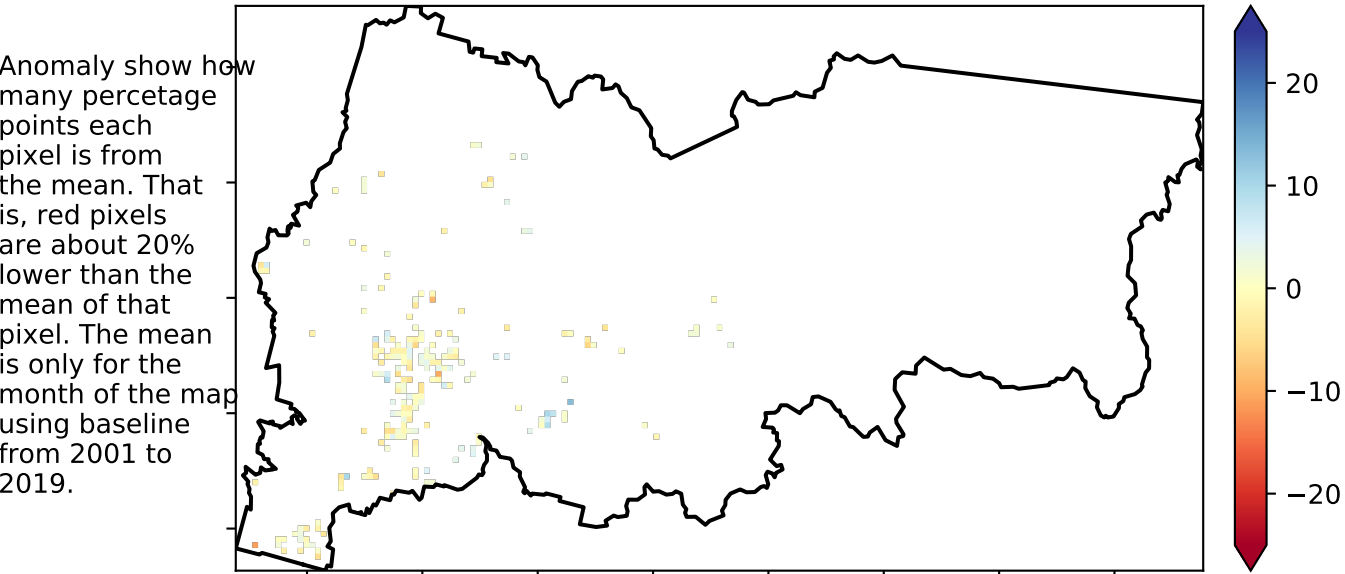 Anomaly show how
many percetage
points each
pixel is from
the mean. That
is, red pixels
are about 20%
lower than the
mean of that
pixel. The mean
is only for the
month of the map
using baseline
from 2001 to
2019.
20
10
0
−10
−20